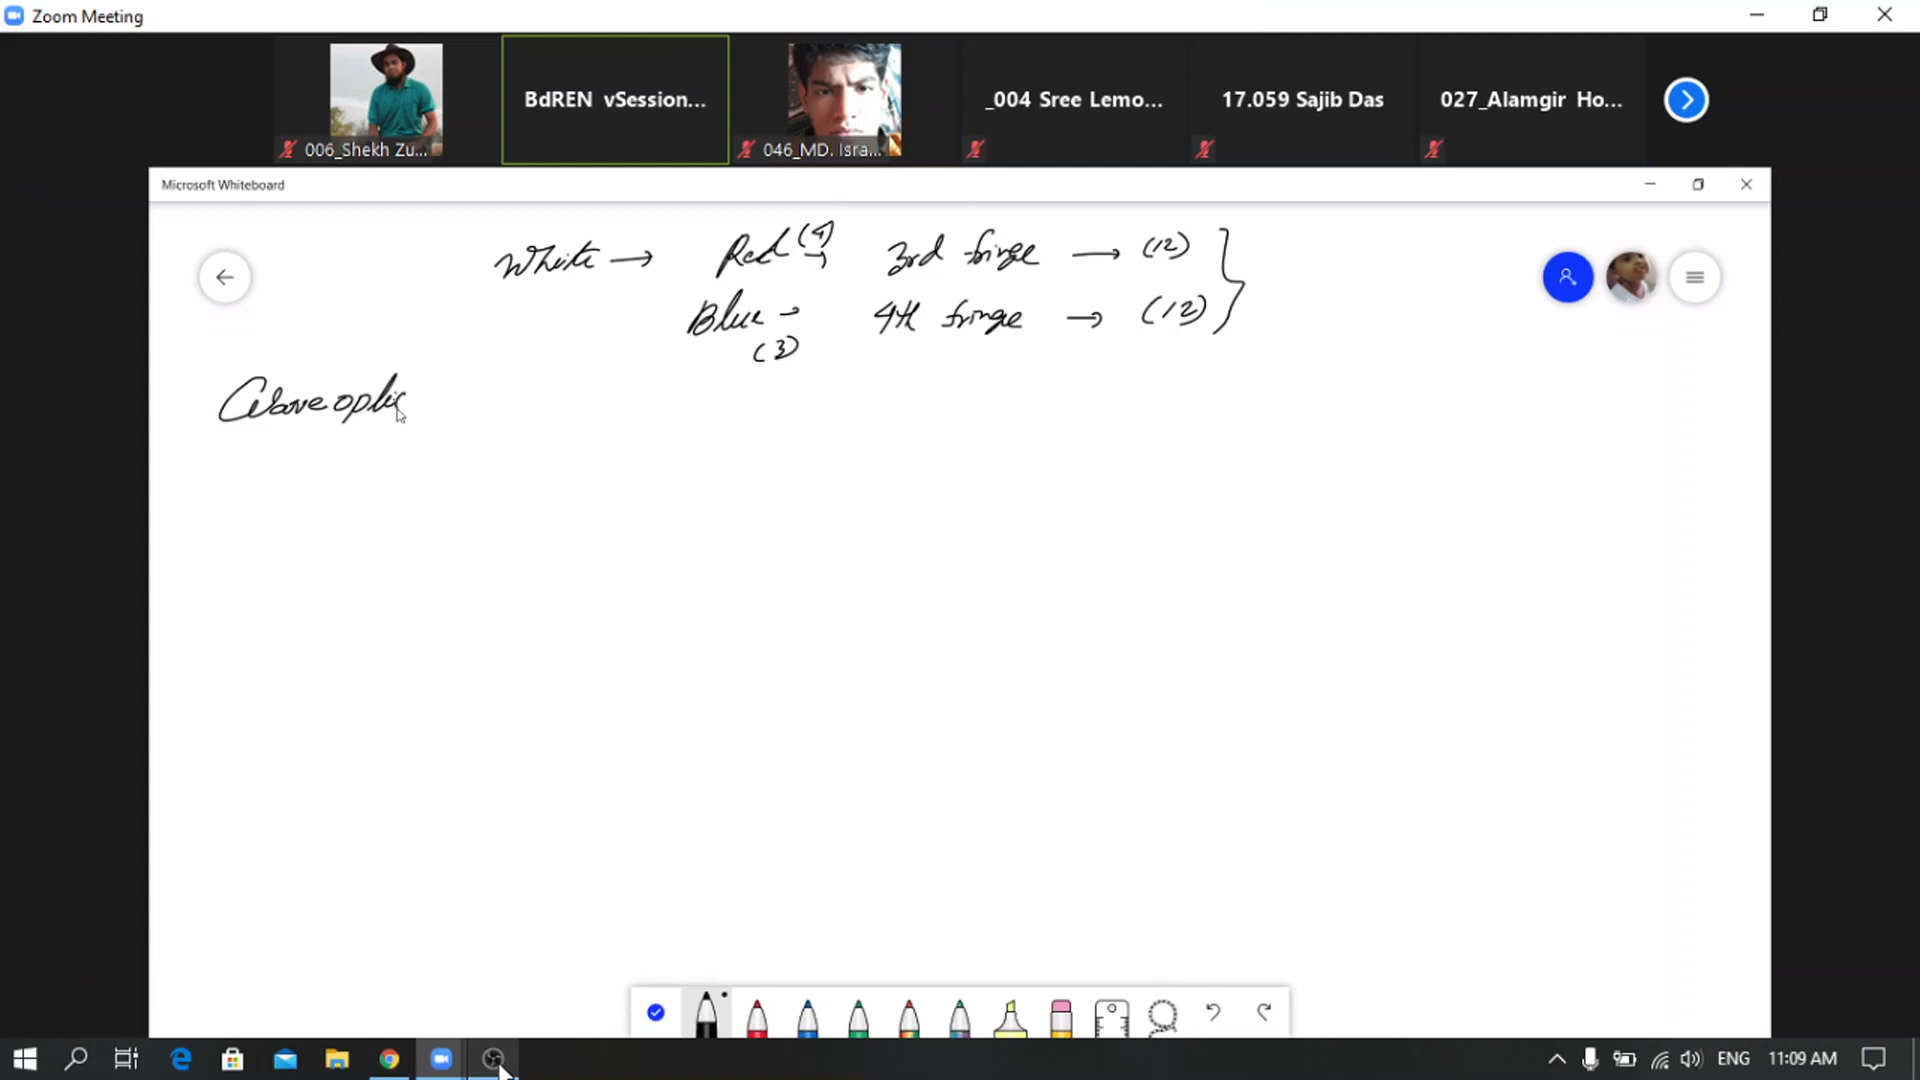 Zoom Meeting
006_Shekh Zu...
BdREN vSession...
046_MD. Isra...
_004 Sree Lemo...
17.059 Sajib Das
027_Alamgir Ho...
Microsoft Whiteboard
White → Red (4) → 3rd fringe → (12)
Blue → 4th fringe → (12)
(3)
Wave optic
ENG 11:09 AM